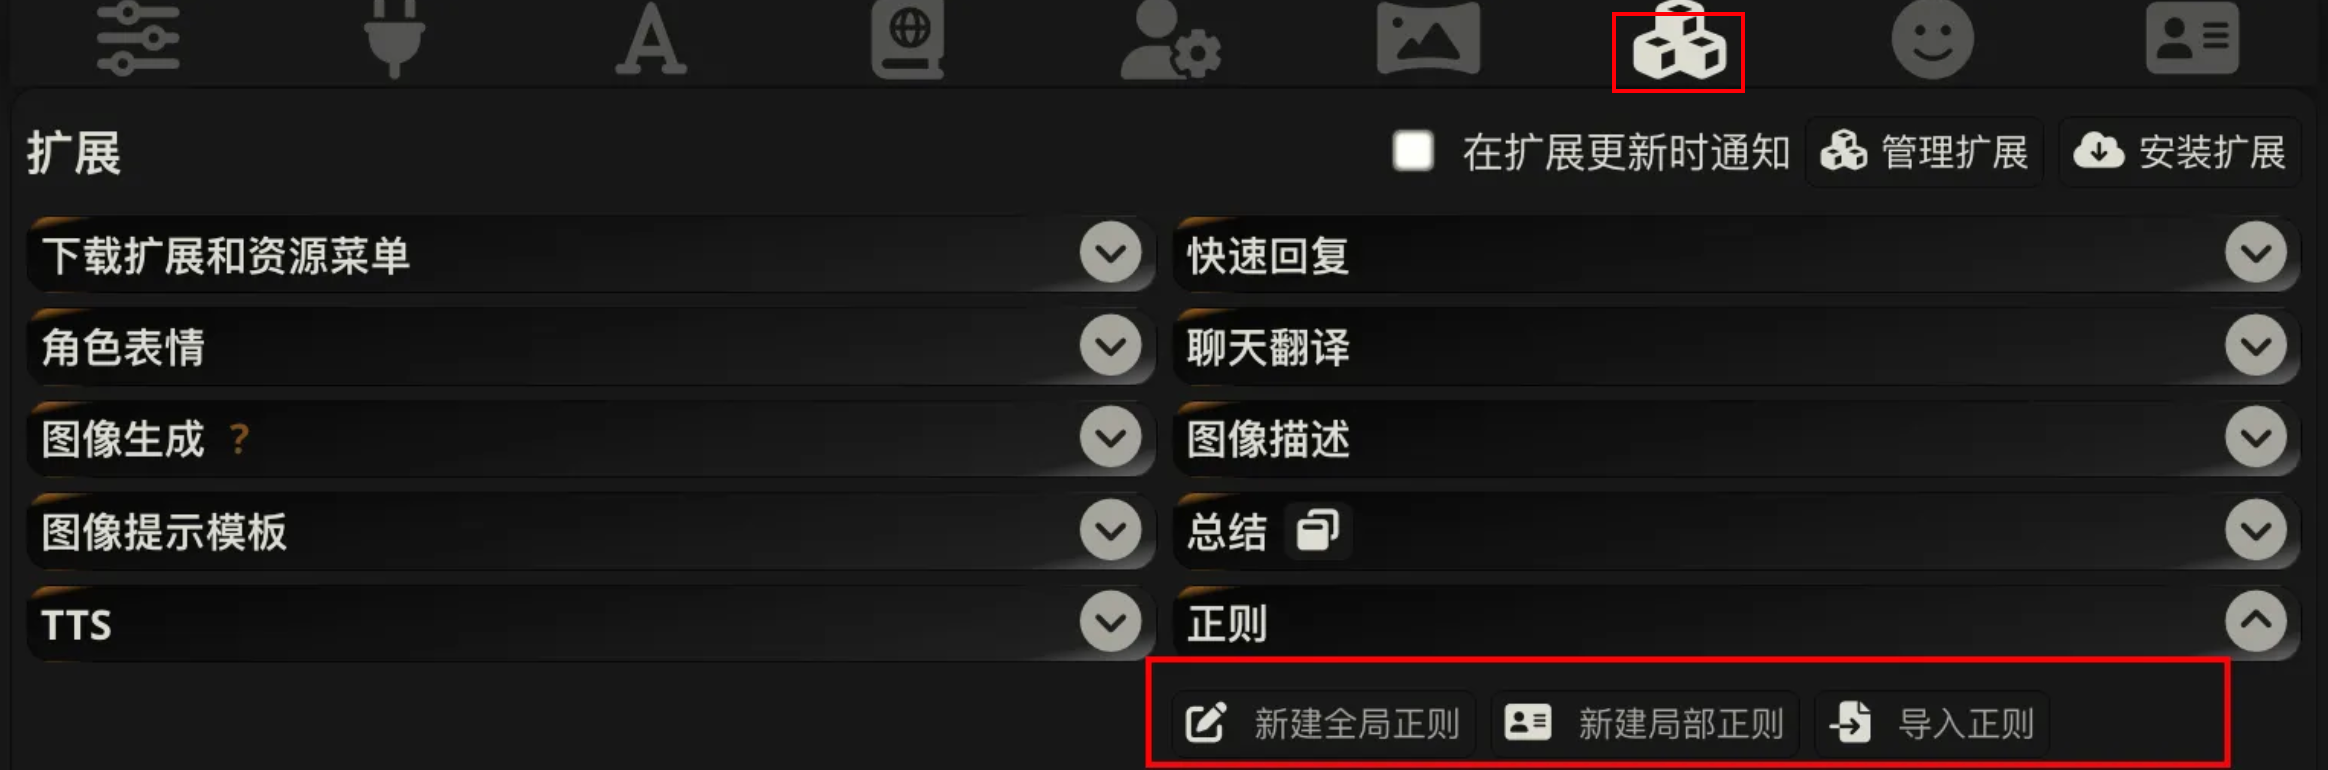 扩展
在扩展更新时通知 管理扩展 安装扩展
下载扩展和资源菜单
快速回复
角色表情
聊天翻译
图像生成 ?
图像描述
图像提示模板
总结
TTS
正则
新建全局正则 新建局部正则 导入正则